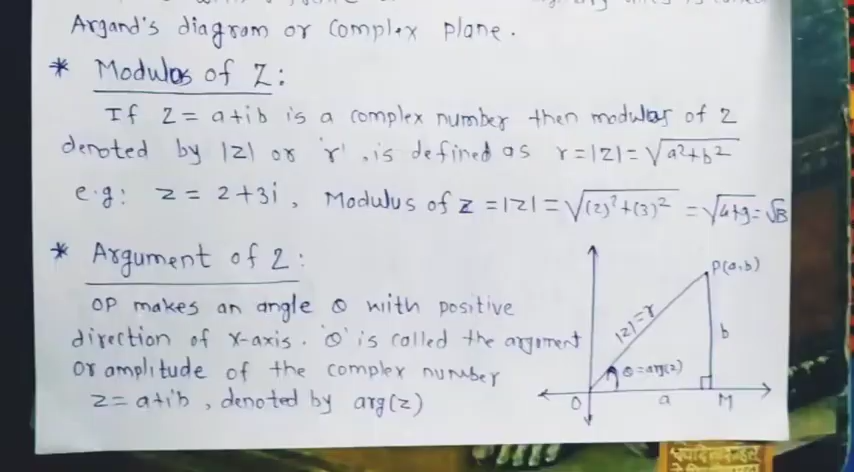 Argand's diagram or complex plane.
* Modulus of Z:
If Z = a+ib is a complex number then modulus of Z
denoted by |z| or 'r', is defined as r=|z|=√a²+b²
e.g: z = 2+3i, Modulus of z =|z|=√(2)²+(3)² =√4+9=√13
* Argument of Z:
OP makes an angle θ with positive
direction of x-axis. 'θ' is called the argument
or amplitude of the complex number
z = a+ib, denoted by arg(z)
P(a,b)
|z|=r
b
θ=arg(z)
O a M